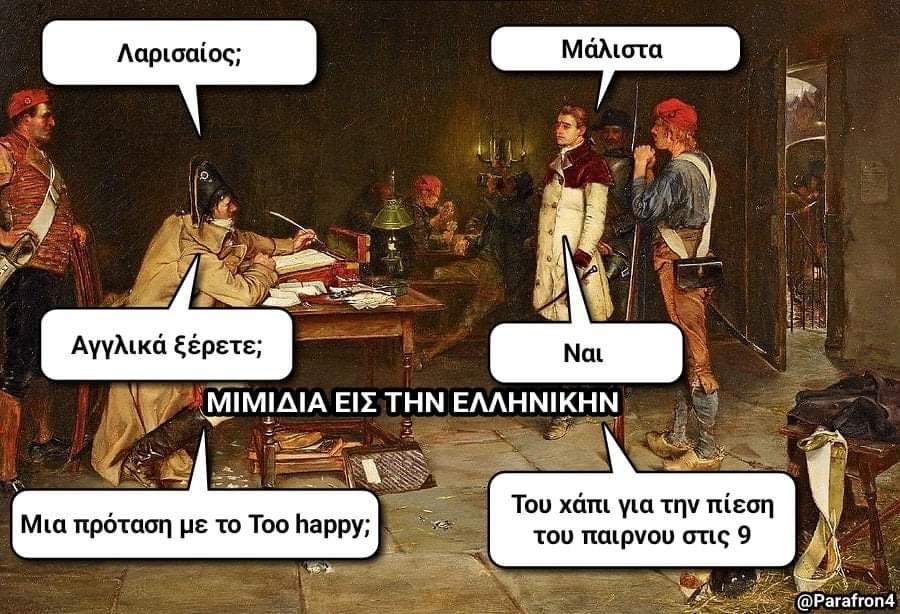 Λαρισαίος;
Μάλιστα
Αγγλικά ξέρετε;
Ναι
ΜΙΜΙΔΙΑ ΕΙΣ ΤΗΝ ΕΛΛΗΝΙΚΗΝ
Μια πρόταση με το Too happy;
Του χάπι για την πίεση
του παιρνου στις 9
@Parafron4